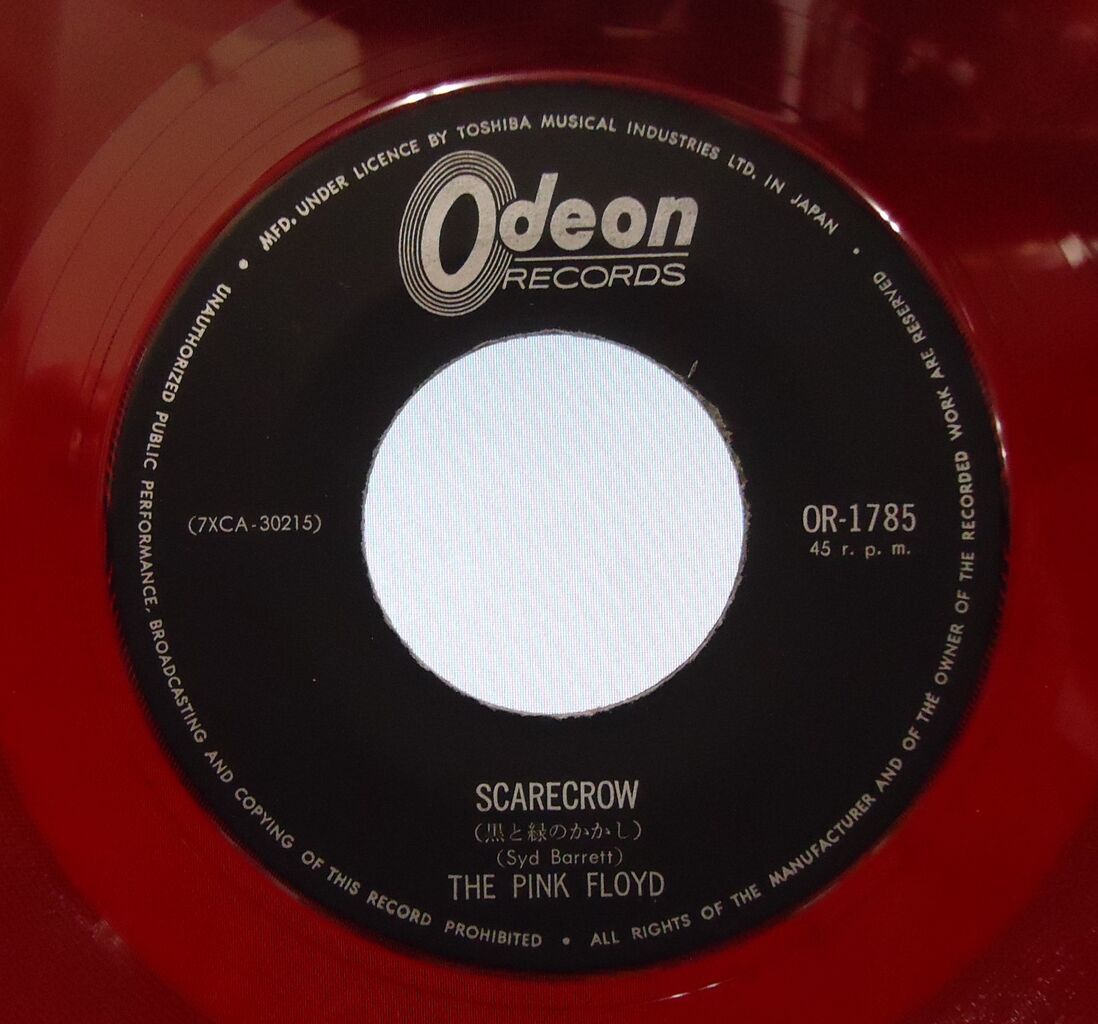 MFD. UNDER LICENCE BY TOSHIBA MUSICAL INDUSTRIES LTD. IN JAPAN •
Odeon
RECORDS
(7XCA-30215)
OR-1785
45 r. p. m.
SCARECROW
(黒と緑のかかし)
(Syd Barrett)
THE PINK FLOYD
• UNAUTHORIZED PUBLIC PERFORMANCE, BROADCASTING AND COPYING OF THIS RECORD PROHIBITED • ALL RIGHTS OF THE MANUFACTURER AND OF THE OWNER OF THE RECORDED WORK ARE RESERVED